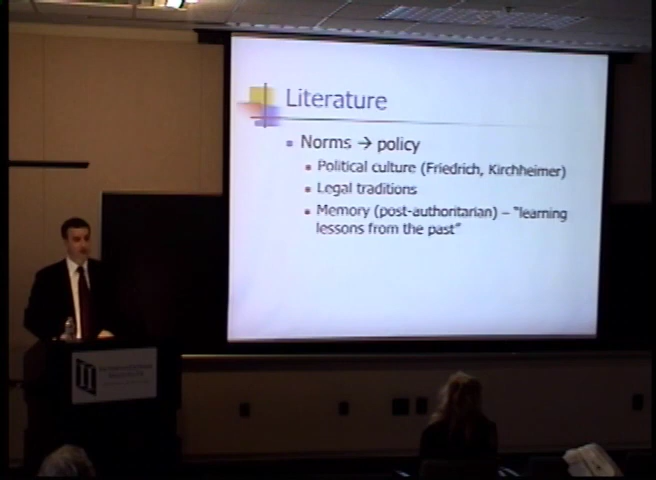 Literature
Norms → policy
Political culture (Friedrich, Kirchheimer)
Legal traditions
Memory (post-authoritarian) – “learning
lessons from the past”